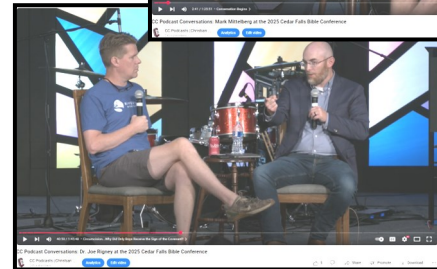 CC Podcast Conversations: Mark Mittelberg at the 2025 Cedar Falls Bible Conference
CC Podcasts | Christian
Analytics
Edit video
CC Podcast Conversations: Dr. Joe Rigney at the 2025 Cedar Falls Bible Conference
CC Podcasts | Christian
Analytics
Edit video
Share
Promote
Download